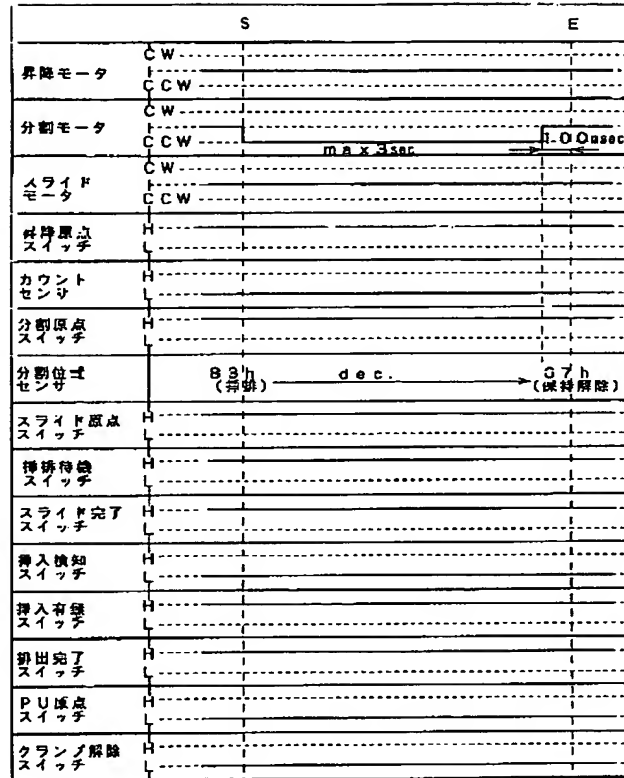 S E
昇降モータ CW
CCW
分割モータ CW
CCW max 3sec 100msec
スライド
モータ CW
CCW
昇降原点
スイッチ H
L
カウント
センサ H
L
分割原点
スイッチ H
分割位置
センサ 83h dec. 67h
(挿排) (保持解除)
スライド原点
スイッチ H
L
挿排待機
スイッチ H
L
スライド完了
スイッチ H
L
挿入検知
スイッチ H
L
挿入有無
スイッチ H
L
排出完了
スイッチ H
L
PU原点
スイッチ H
L
クランプ解除
スイッチ H
L